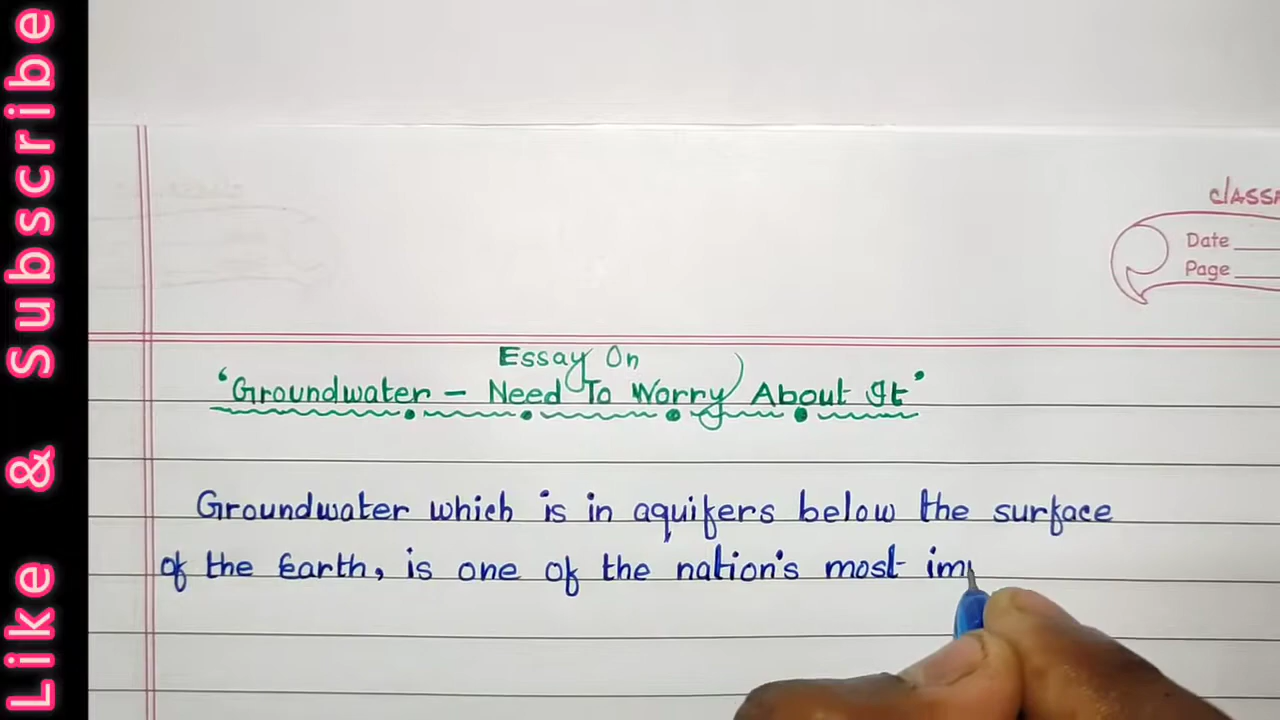 Like & Subscribe
classm
Date
Page
Essay On
'Groundwater - Need To Worry About It'
Groundwater which is in aquifers below the surface
of the Earth, is one of the nation's most im